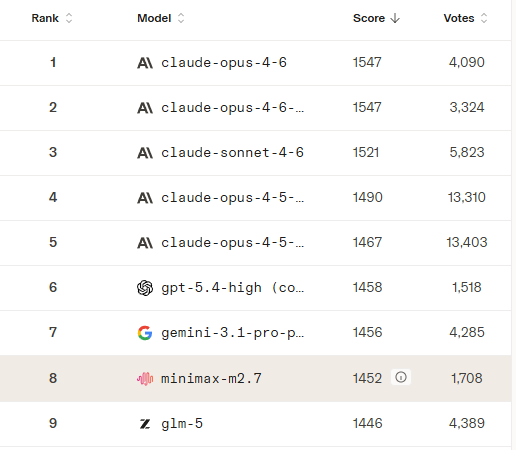 Rank Model Score Votes
1 claude-opus-4-6 1547 4,090
2 claude-opus-4-6-... 1547 3,324
3 claude-sonnet-4-6 1521 5,823
4 claude-opus-4-5-... 1490 13,310
5 claude-opus-4-5-... 1467 13,403
6 gpt-5.4-high (co... 1458 1,518
7 gemini-3.1-pro-p... 1456 4,285
8 minimax-m2.7 1452 1,708
9 glm-5 1446 4,389